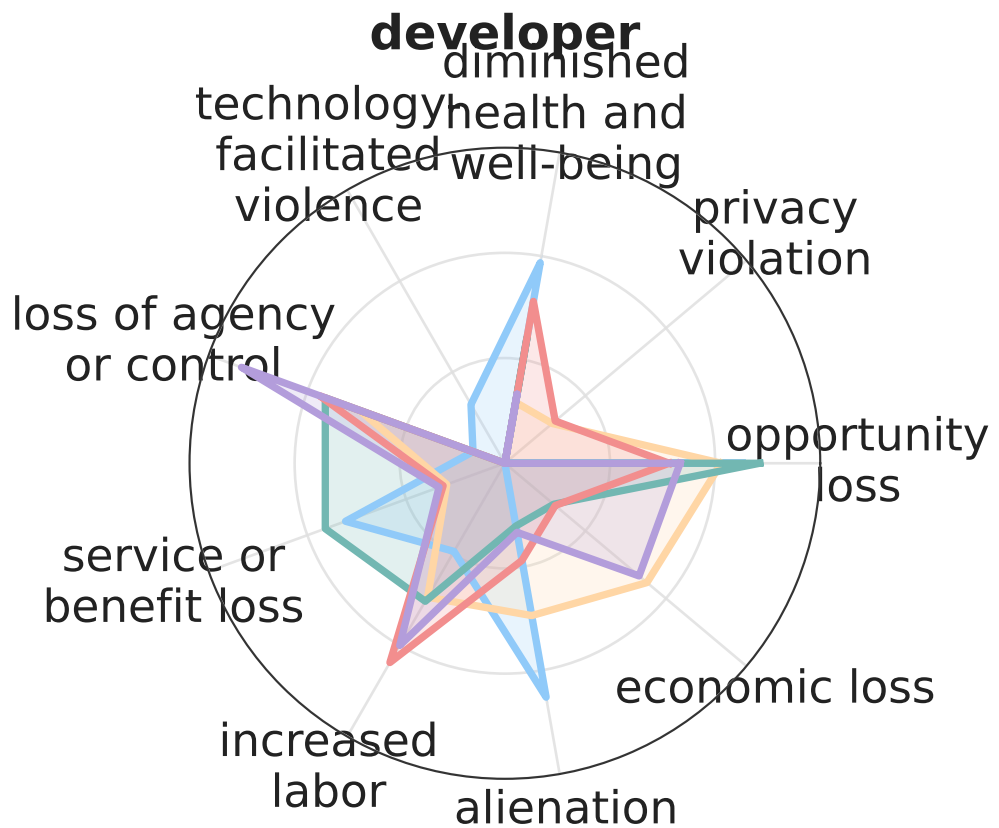 developer
diminished
health and
well-being
technology-
facilitated
violence
privacy
violation
loss of agency
or control
opportunity
loss
service or
benefit loss
economic loss
increased
labor
alienation